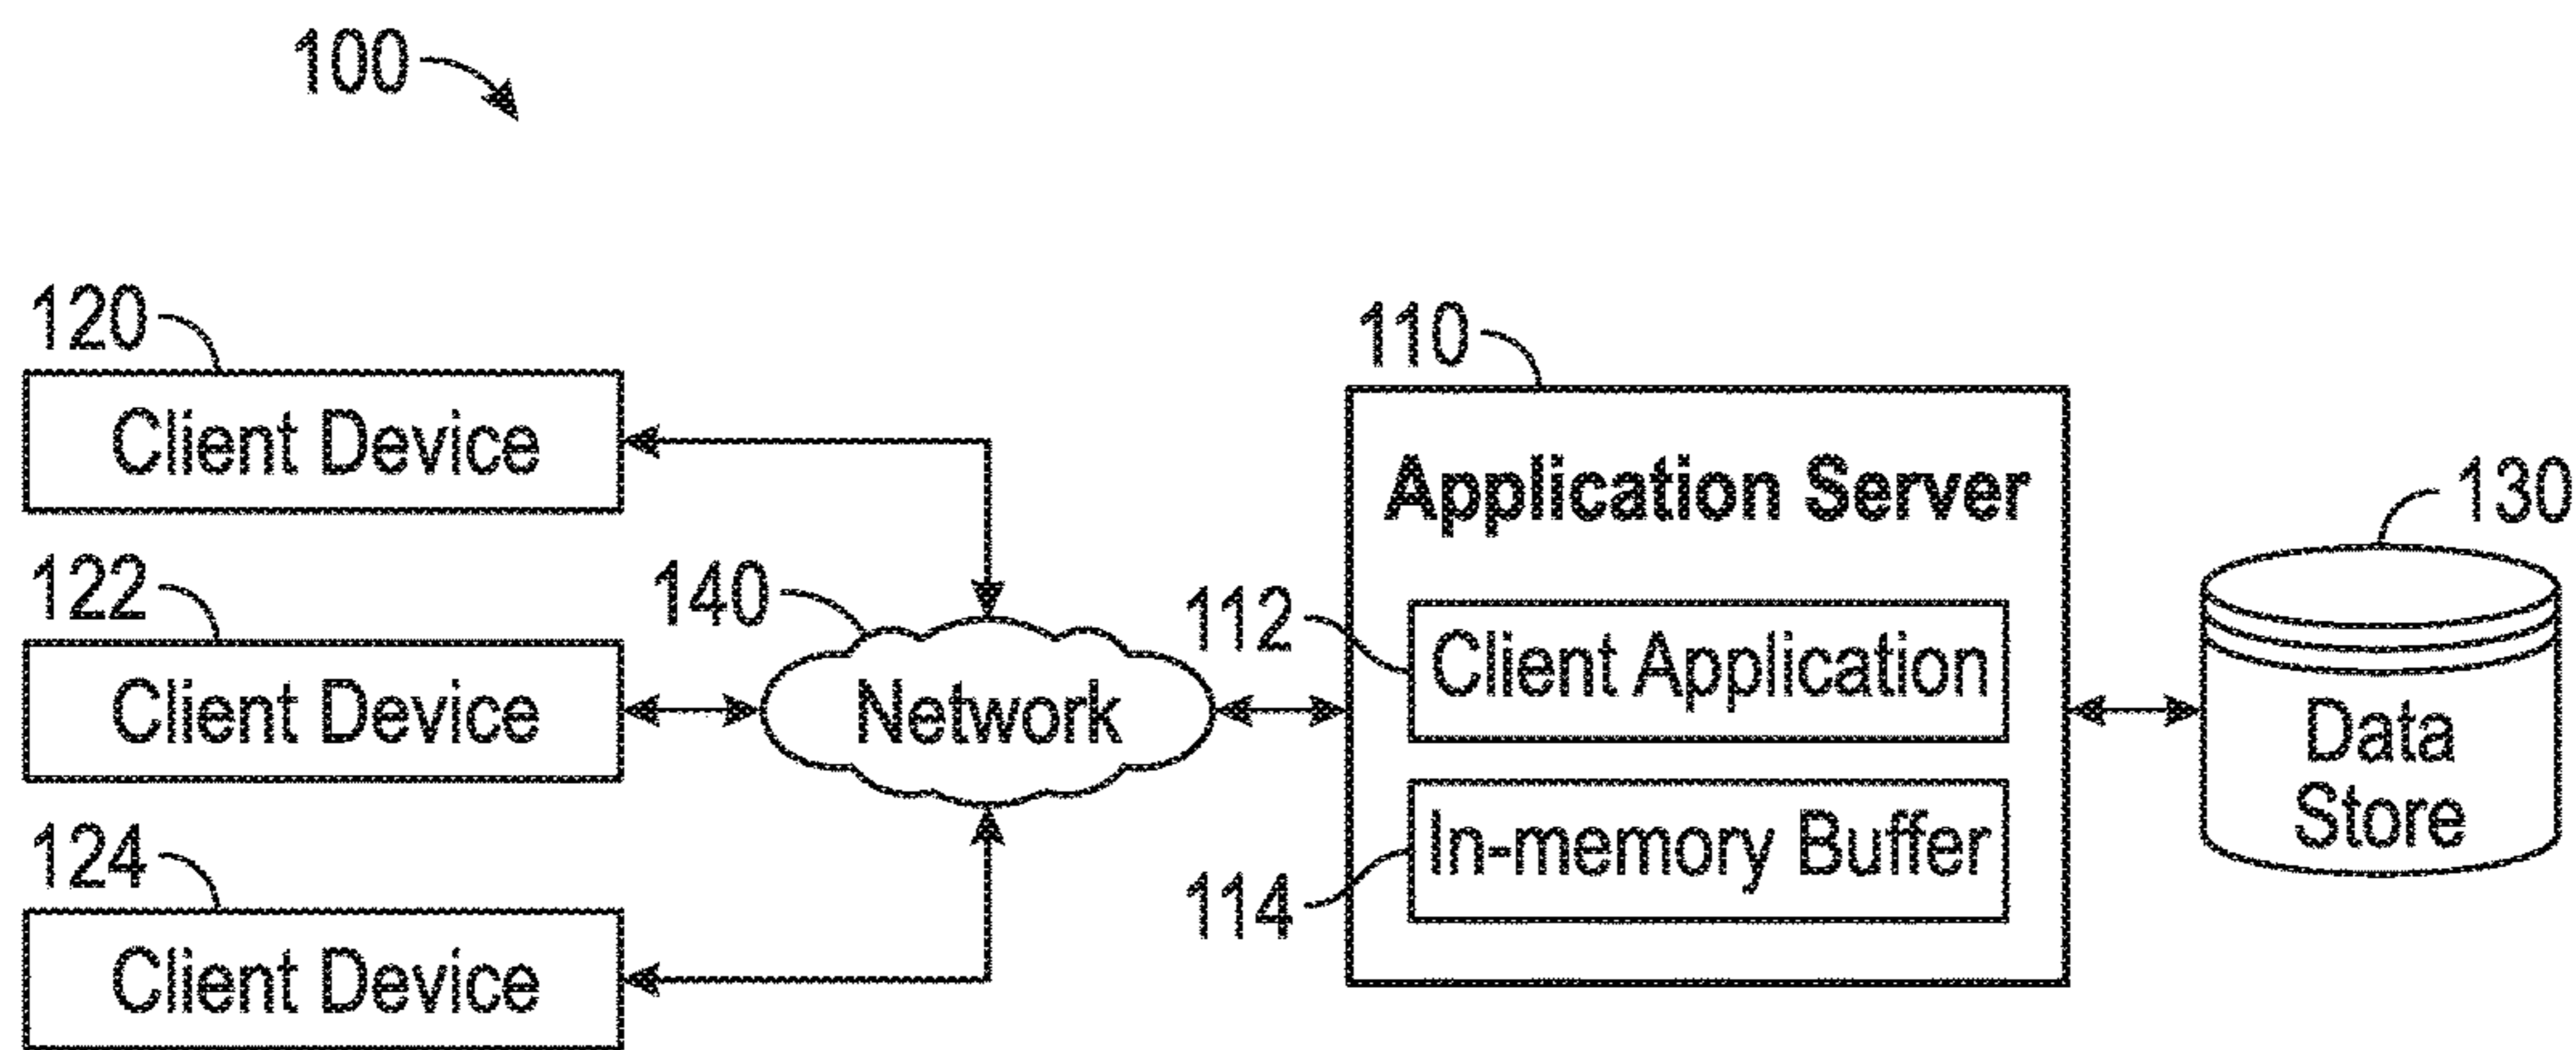 100
120
Client Device
122
Client Device
124
Client Device
140
Network
110
Application Server
112
Client Application
114
In-memory Buffer
130
Data
Store